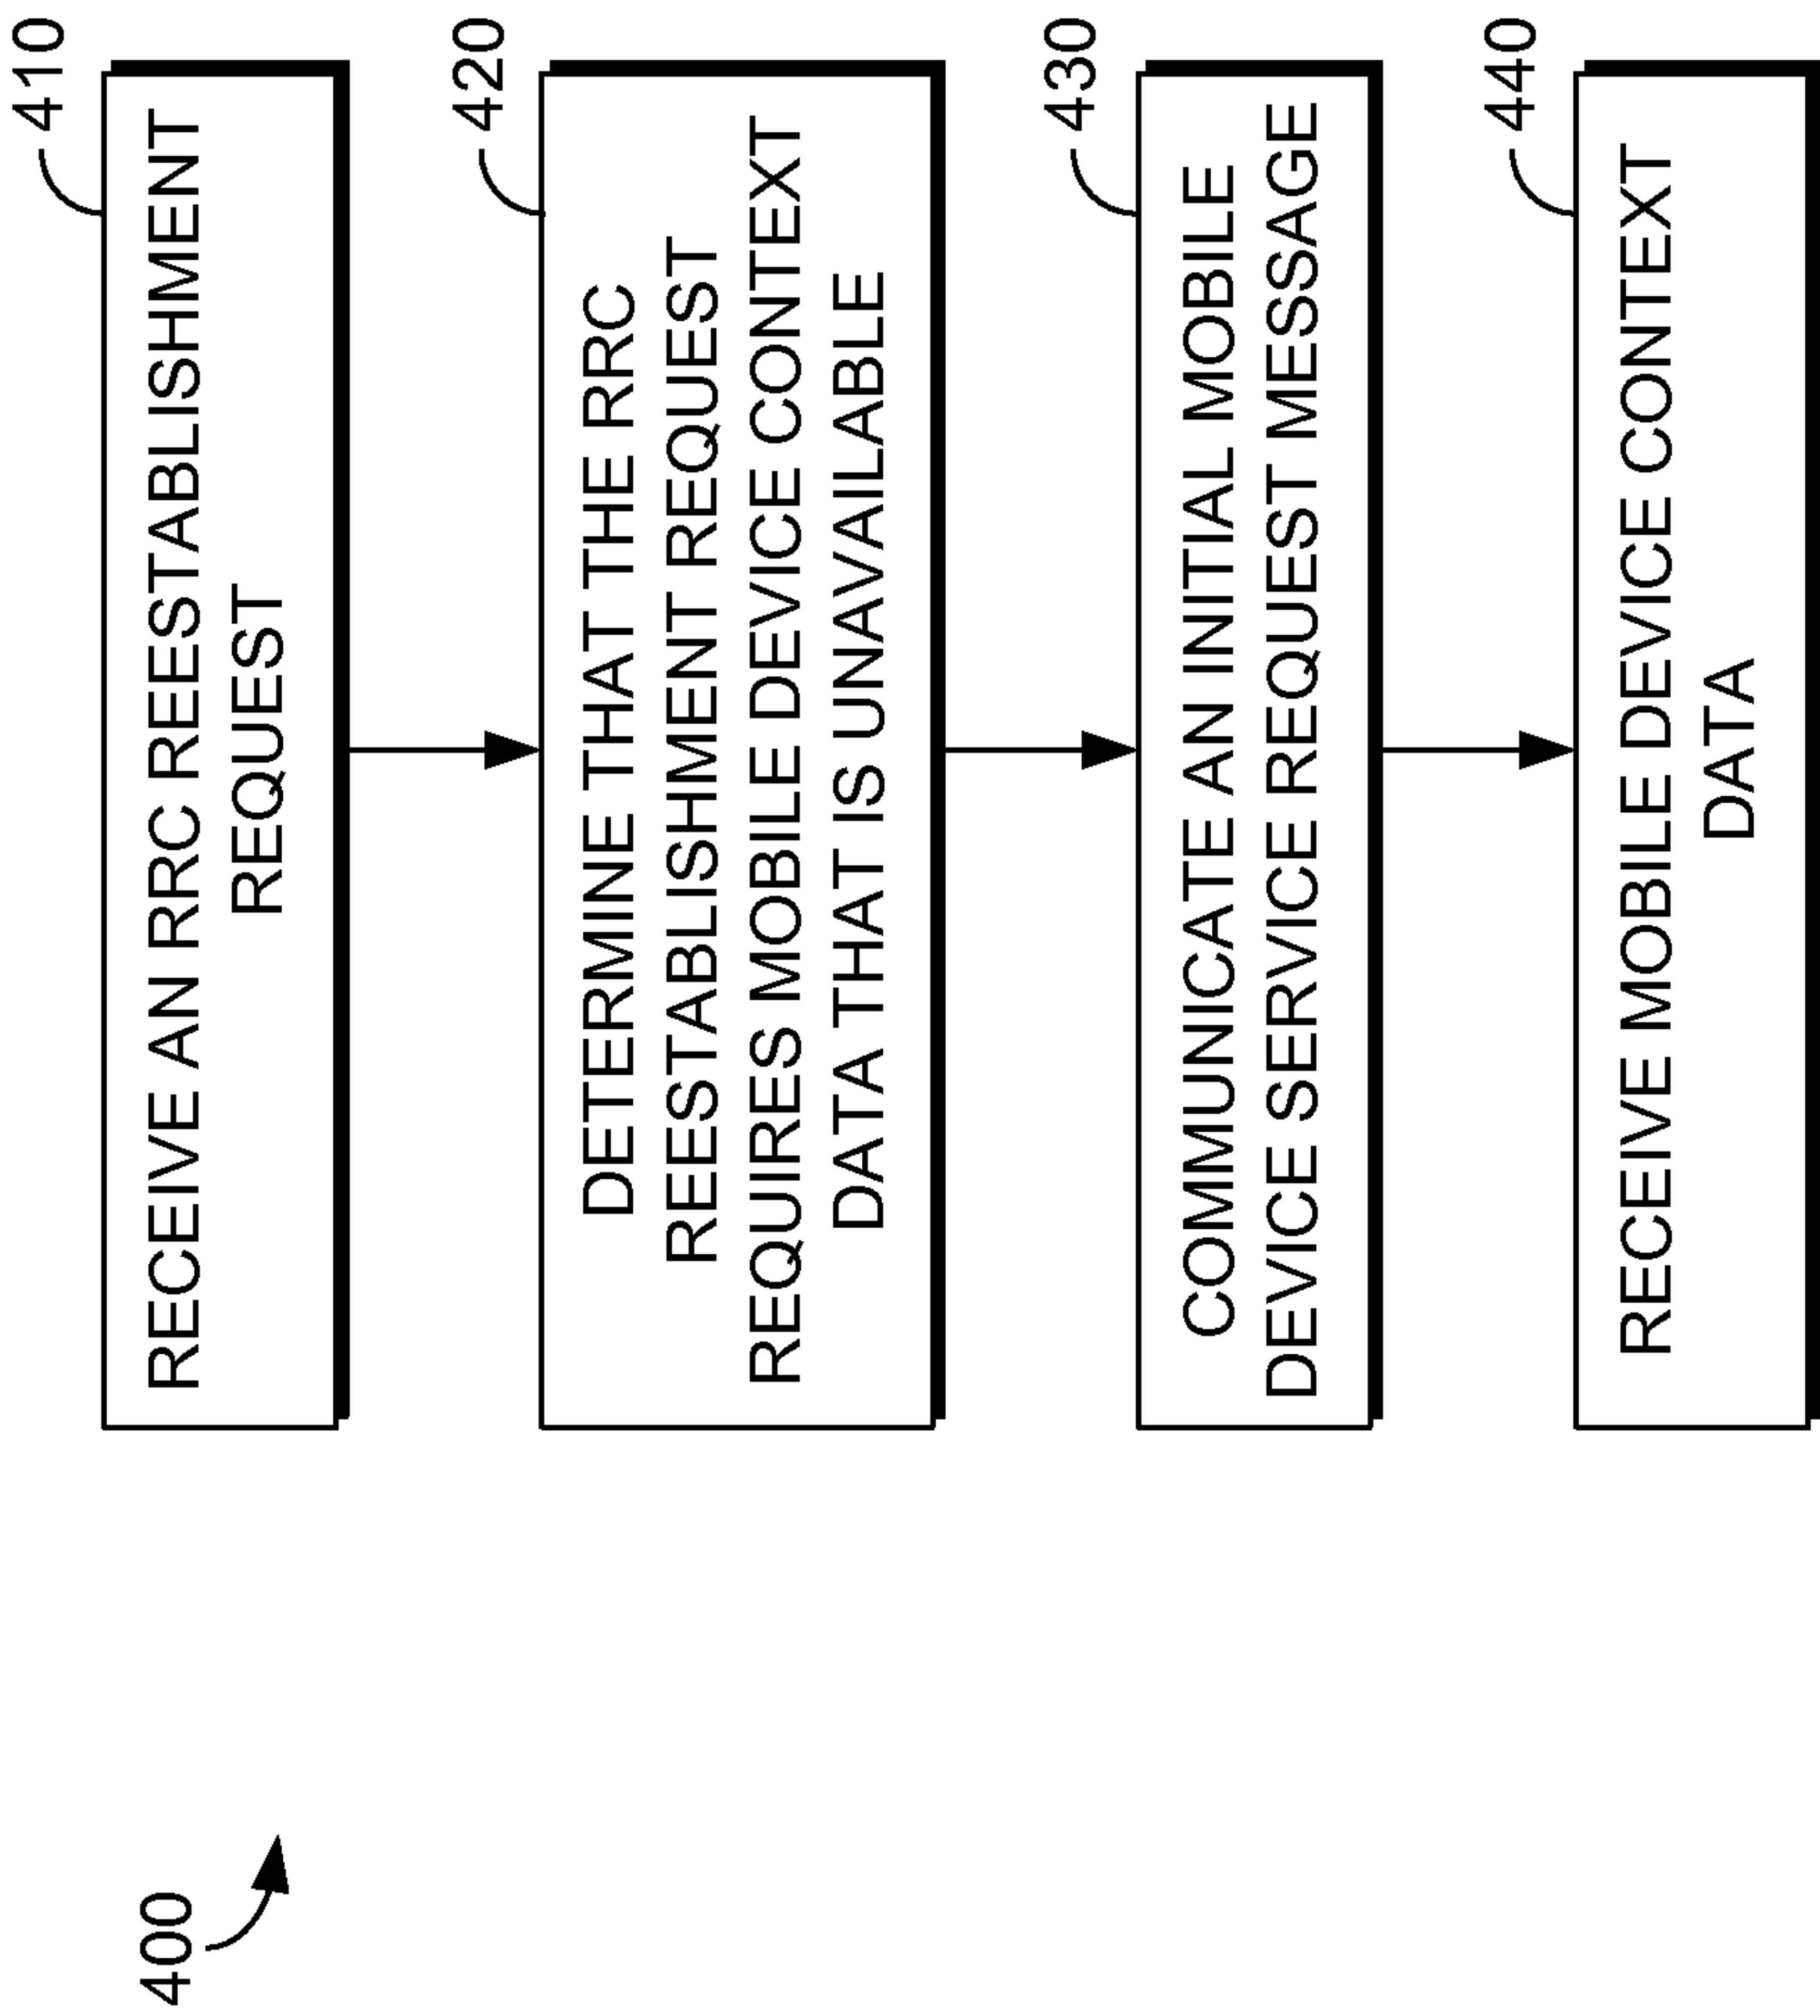 400
410
RECEIVE AN RRC REESTABLISHMENT
REQUEST
420
DETERMINE THAT THE RRC
REESTABLISHMENT REQUEST
REQUIRES MOBILE DEVICE CONTEXT
DATA THAT IS UNAVAILABLE
430
COMMUNICATE AN INITIAL MOBILE
DEVICE SERVICE REQUEST MESSAGE
440
RECEIVE MOBILE DEVICE CONTEXT
DATA